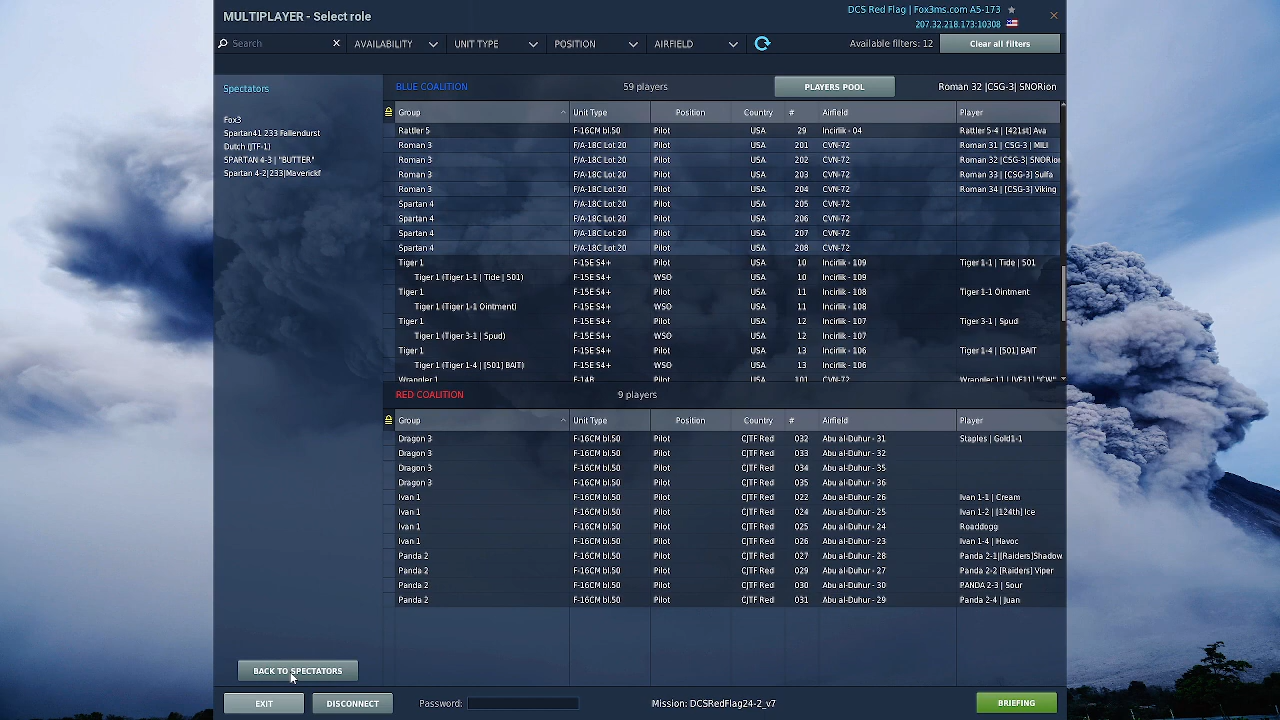 MULTIPLAYER - Select role
DCS Red Flag | Fox3ms.com A5-173
207.32.218.173:10308
Search
AVAILABILITY
UNIT TYPE
POSITION
AIRFIELD
Available filters: 12
Clear all filters
Spectators
Fox3
Spartan41 233 Fallendurst
Dutch (JTF-1)
SPARTAN 4-3 | "BUTTER"
Spartan 4-2|233|Maverickf
BLUE COALITION 59 players PLAYERS POOL Roman 32 |CSG-3| SNORion
Group Unit Type Position Country # Airfield Player
Rattler 5 F-16CM bl.50 Pilot USA 29 Incirlik - 04 Rattler 5-4 | [421st] Ava
Roman 3 F/A-18C Lot 20 Pilot USA 201 CVN-72 Roman 31 | CSG-3 | MILI
Roman 3 F/A-18C Lot 20 Pilot USA 202 CVN-72 Roman 32 |CSG-3| SNORion
Roman 3 F/A-18C Lot 20 Pilot USA 203 CVN-72 Roman 33 | [CSG-3] Sulfa
Roman 3 F/A-18C Lot 20 Pilot USA 204 CVN-72 Roman 34 | [CSG-3] Viking
Spartan 4 F/A-18C Lot 20 Pilot USA 205 CVN-72
Spartan 4 F/A-18C Lot 20 Pilot USA 206 CVN-72
Spartan 4 F/A-18C Lot 20 Pilot USA 207 CVN-72
Spartan 4 F/A-18C Lot 20 Pilot USA 208 CVN-72
Tiger 1 F-15E S4+ Pilot USA 10 Incirlik - 109 Tiger 1-1 | Tide | 501
Tiger 1 (Tiger 1-1 | Tide | 501) F-15E S4+ WSO USA 10 Incirlik - 109
Tiger 1 F-15E S4+ Pilot USA 11 Incirlik - 108 Tiger 1-1 Ointment
Tiger 1 (Tiger 1-1 Ointment) F-15E S4+ WSO USA 11 Incirlik - 108
Tiger 1 F-15E S4+ Pilot USA 12 Incirlik - 107 Tiger 3-1 | Spud
Tiger 1 (Tiger 3-1 | Spud) F-15E S4+ WSO USA 12 Incirlik - 107
Tiger 1 F-15E S4+ Pilot USA 13 Incirlik - 106 Tiger 1-4 | [501] BAIT
Tiger 1 (Tiger 1-4 | [501] BAIT) F-15E S4+ WSO USA 13 Incirlik - 106
Wrangler 1 F-14B Pilot USA 101 CVN-72 Wrangler 11 | [VF11] "CW"
RED COALITION 9 players
Group Unit Type Position Country # Airfield Player
Dragon 3 F-16CM bl.50 Pilot CJTF Red 032 Abu al-Duhur - 31 Staples | Gold1-1
Dragon 3 F-16CM bl.50 Pilot CJTF Red 033 Abu al-Duhur - 32
Dragon 3 F-16CM bl.50 Pilot CJTF Red 034 Abu al-Duhur - 35
Dragon 3 F-16CM bl.50 Pilot CJTF Red 035 Abu al-Duhur - 36
Ivan 1 F-16CM bl.50 Pilot CJTF Red 022 Abu al-Duhur - 26 Ivan 1-1 | Cream
Ivan 1 F-16CM bl.50 Pilot CJTF Red 024 Abu al-Duhur - 25 Ivan 1-2 | [124th] Ice
Ivan 1 F-16CM bl.50 Pilot CJTF Red 025 Abu al-Duhur - 24 Roaddogg
Ivan 1 F-16CM bl.50 Pilot CJTF Red 026 Abu al-Duhur - 23 Ivan 1-4 | Havoc
Panda 2 F-16CM bl.50 Pilot CJTF Red 027 Abu al-Duhur - 28 Panda 2-1|[Raiders]Shadow
Panda 2 F-16CM bl.50 Pilot CJTF Red 029 Abu al-Duhur - 27 Panda 2-2 [Raiders] Viper
Panda 2 F-16CM bl.50 Pilot CJTF Red 030 Abu al-Duhur - 30 PANDA 2-3 | Sour
Panda 2 F-16CM bl.50 Pilot CJTF Red 031 Abu al-Duhur - 29 Panda 2-4 | Juan
BACK TO SPECTATORS
EXIT
DISCONNECT
Password:
Mission: DCSRedFlag24-2_v7
BRIEFING